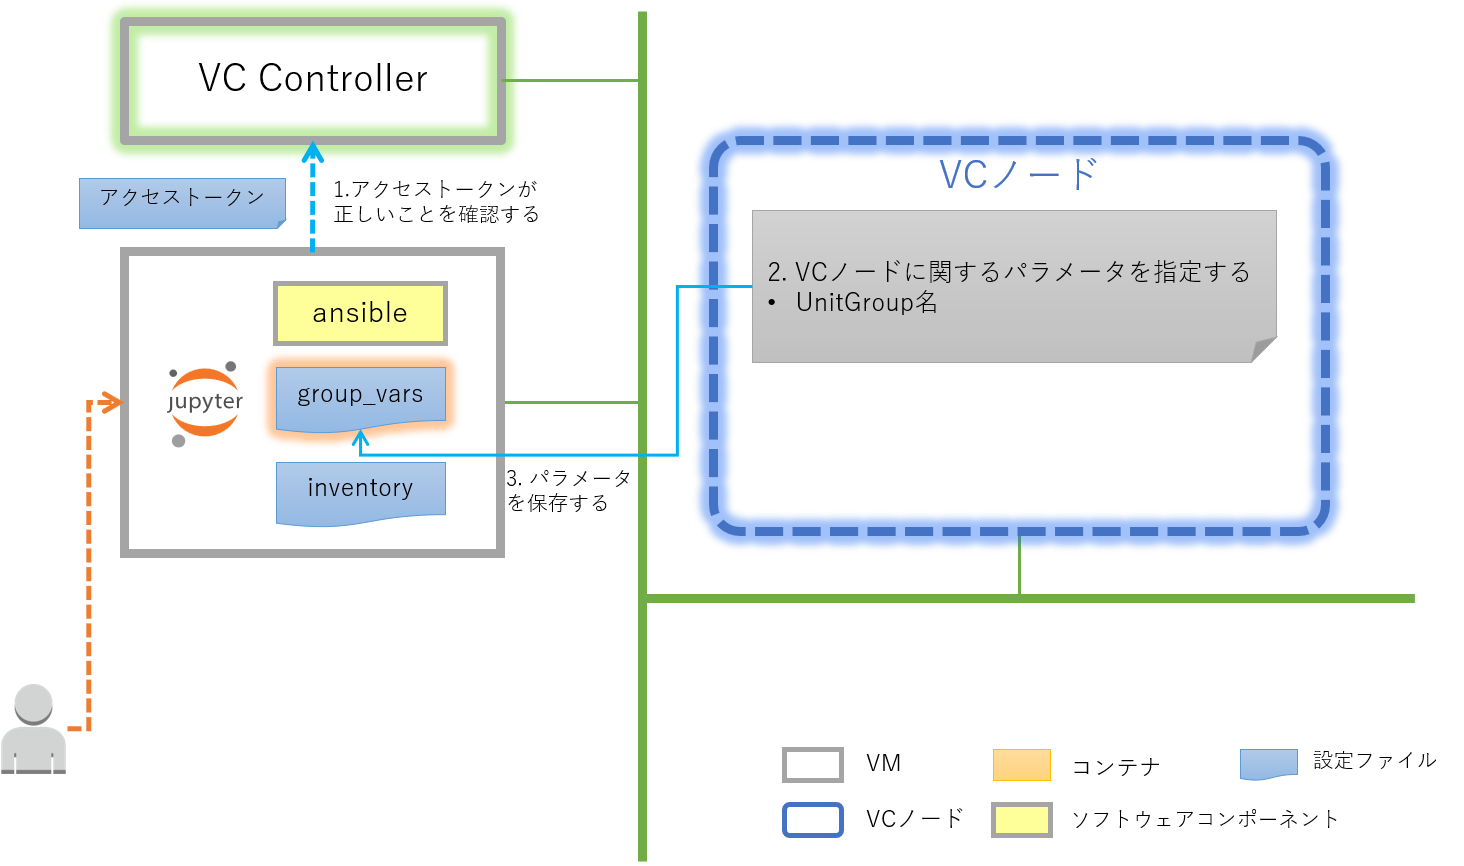 VC Controller
アクセストークン
1.アクセストークンが
正しいことを確認する
VCノード
2. VCノードに関するパラメータを指定する
• UnitGroup名
ansible
jupyter
group_vars
inventory
3. パラメータ
を保存する
VM
コンテナ
設定ファイル
VCノード
ソフトウェアコンポーネント